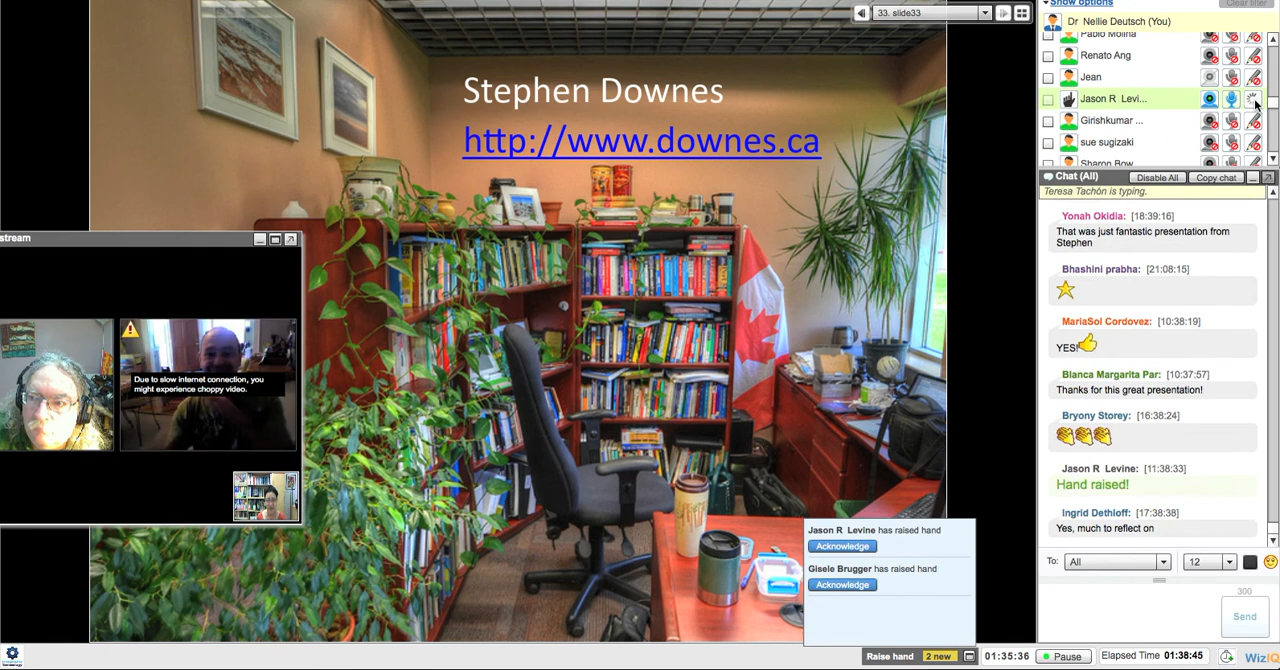 33. slide33
Show options
Clear filter
Dr Nellie Deutsch (You)
Pablo Molina
Renato Ang
Jean
Jason R Levi...
Girishkumar ...
sue sugizaki
Sharon Bow
Stephen Downes
http://www.downes.ca
Chat (All)
Disable All
Copy chat
Teresa Tachón is typing.
Yonah Okidia: [18:39:16]
That was just fantastic presentation from
Stephen
Bhashini prabha: [21:08:15]
MariaSol Cordovez: [10:38:19]
YES!
Blanca Margarita Par: [10:37:57]
Thanks for this great presentation!
Bryony Storey: [16:38:24]
Jason R Levine: [11:38:33]
Hand raised!
Ingrid Dethloff: [17:38:38]
Yes, much to reflect on
stream
Due to slow internet connection, you
might experience choppy video.
Jason R Levine has raised hand
Acknowledge
Gisele Brugger has raised hand
Acknowledge
To: All
12
300
Send
Raise hand 2 new
01:35:36
Pause
Elapsed Time 01:38:45
WizIQ